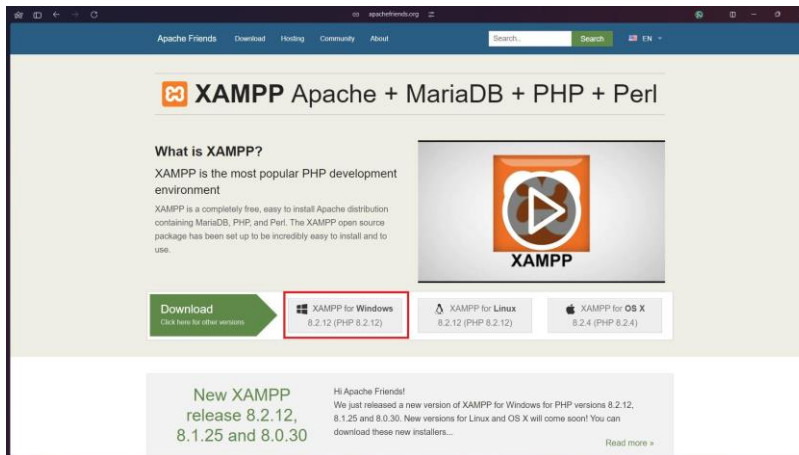 apachefriends.org
Apache Friends Download Hosting Community About Search.. Search EN
XAMPP Apache + MariaDB + PHP + Perl
What is XAMPP?
XAMPP is the most popular PHP development
environment
XAMPP is a completely free, easy to install Apache distribution
containing MariaDB, PHP, and Perl. The XAMPP open source
package has been set up to be incredibly easy to install and to
use.
XAMPP
Download
Click here for other versions
XAMPP for Windows
8.2.12 (PHP 8.2.12)
XAMPP for Linux
8.2.12 (PHP 8.2.12)
XAMPP for OS X
8.2.4 (PHP 8.2.4)
New XAMPP
release 8.2.12,
8.1.25 and 8.0.30
Hi Apache Friends!
We just released a new version of XAMPP for Windows for PHP versions 8.2.12,
8.1.25 and 8.0.30. New versions for Linux and OS X will come soon! You can
download these new installers...
Read more »